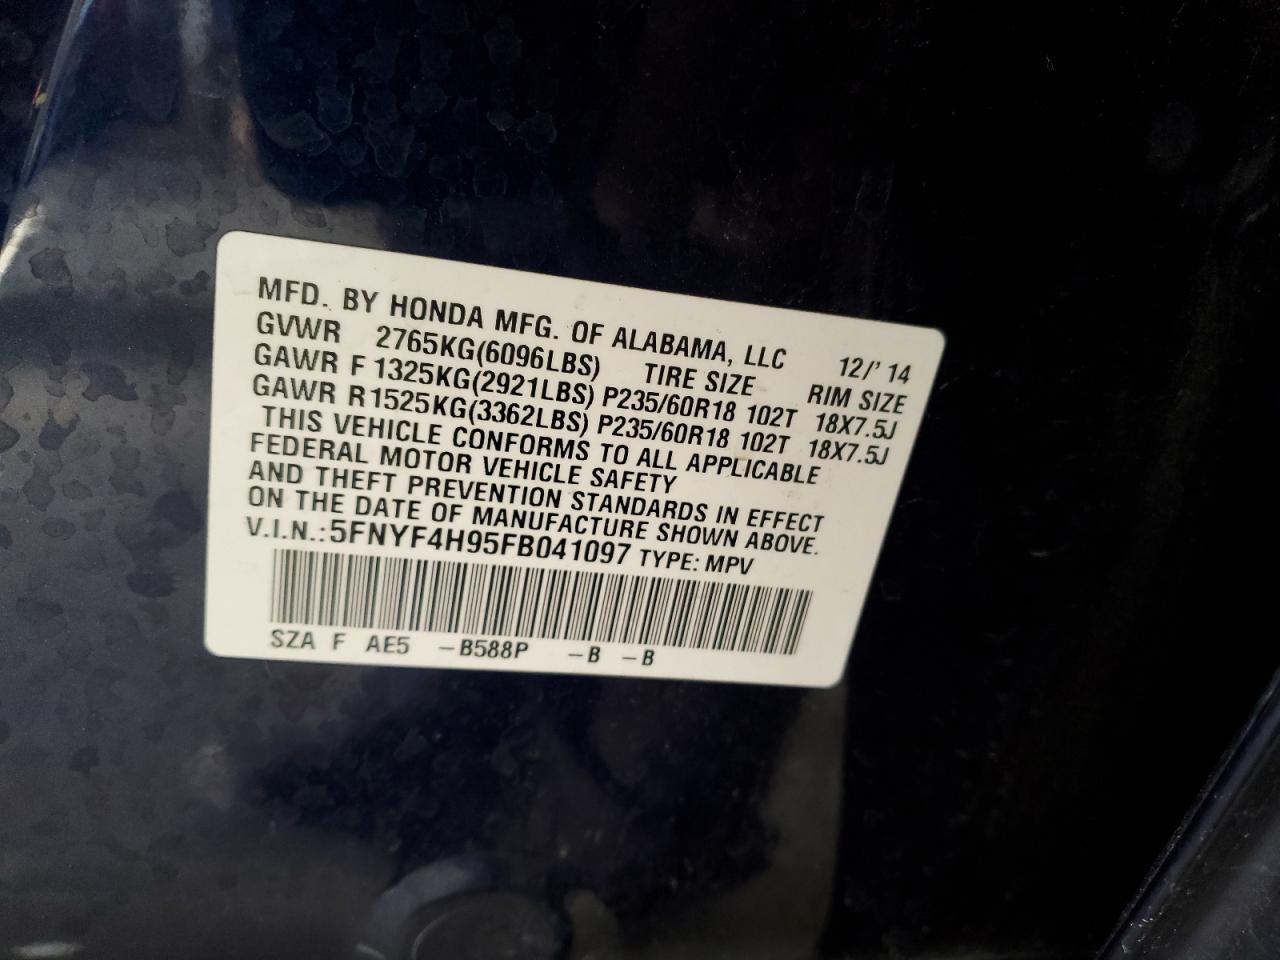 MFD. BY HONDA MFG. OF ALABAMA, LLC 12/' 14
GVWR 2765KG(6096LBS) TIRE SIZE RIM SIZE
GAWR F 1325KG(2921LBS) P235/60R18 102T 18X7.5J
GAWR R1525KG(3362LBS) P235/60R18 102T 18X7.5J
THIS VEHICLE CONFORMS TO ALL APPLICABLE
FEDERAL MOTOR VEHICLE SAFETY
AND THEFT PREVENTION STANDARDS IN EFFECT
ON THE DATE OF MANUFACTURE SHOWN ABOVE.
V.I.N.:5FNYF4H95FB041097 TYPE: MPV
SZA F AE5 -B588P -B -B